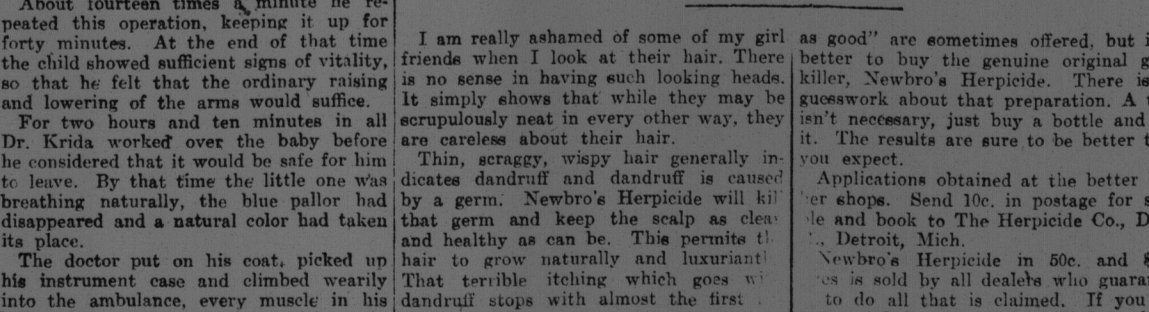 About fourteen times a minute he re-
peated this operation, keeping it up for
forty minutes. At the end of that time
the child showed sufficient signs of vitality,
so that he felt that the ordinary raising
and lowering of the arms would suffice.
For two hours and ten minutes in all
Dr. Krida worked over the baby before
he considered that it would be safe for him
to leave. By that time the little one was
breathing naturally, the blue pallor had
disappeared and a natural color had taken
its place.
The doctor put on his coat, picked up
his instrument case and climbed wearily
into the ambulance, every muscle in his
I am really ashamed of some of my girl
friends when I look at their hair. There
is no sense in having such looking heads.
It simply shows that while they may be
scrupulously neat in every other way, they
are careless about their hair.
Thin, scraggy, wispy hair generally in-
dicates dandruff and dandruff is caused
by a germ. Newbro's Herpicide will kil
that germ and keep the scalp as clea
and healthy as can be. This permits t
hair to grow naturally and luxuriant
That terrible itching which goes wi
dandruff stops with almost the first
as good" are sometimes offered, but
better to buy the genuine original g
killer, Newbro's Herpicide. There is
guesswork about that preparation. A
isn't necessary, just buy a bottle and
it. The results are sure to be better t
you expect.
Applications obtained at the better
er shops. Send 10c. in postage for s
le and book to The Herpicide Co., D
Detroit, Mich.
Newbro's Herpicide in 50c. and
es is sold by all dealers who guara
to do all that is claimed. If you